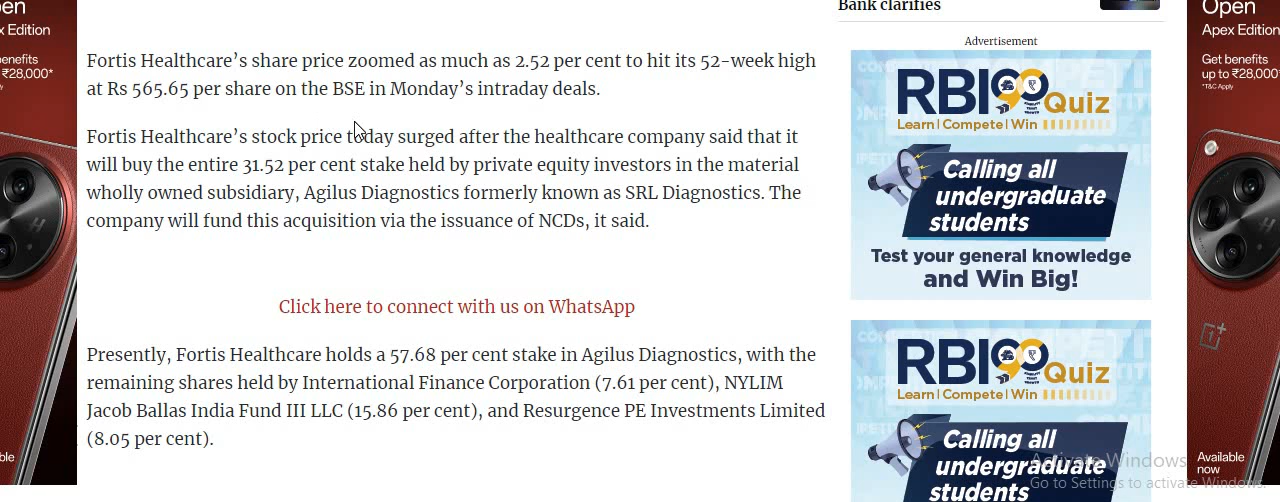 Open
Apex Edition
benefits
₹28,000*
Bank clarifies
Open
Apex Edition
Get benefits
up to ₹28,000*
*T&C Apply
Fortis Healthcare’s share price zoomed as much as 2.52 per cent to hit its 52-week high
at Rs 565.65 per share on the BSE in Monday’s intraday deals.
Fortis Healthcare’s stock price today surged after the healthcare company said that it
will buy the entire 31.52 per cent stake held by private equity investors in the material
wholly owned subsidiary, Agilus Diagnostics formerly known as SRL Diagnostics. The
company will fund this acquisition via the issuance of NCDs, it said.
Click here to connect with us on WhatsApp
Presently, Fortis Healthcare holds a 57.68 per cent stake in Agilus Diagnostics, with the
remaining shares held by International Finance Corporation (7.61 per cent), NYLIM
Jacob Ballas India Fund III LLC (15.86 per cent), and Resurgence PE Investments Limited
(8.05 per cent).
Advertisement
RBI90Quiz
Learn | Compete | Win
Calling all
undergraduate
students
Test your general knowledge
and Win Big!
RBI90Quiz
Learn | Compete | Win
Calling all
undergraduate
students
Available
now
Activate Windows
Go to Settings to activate Windows.